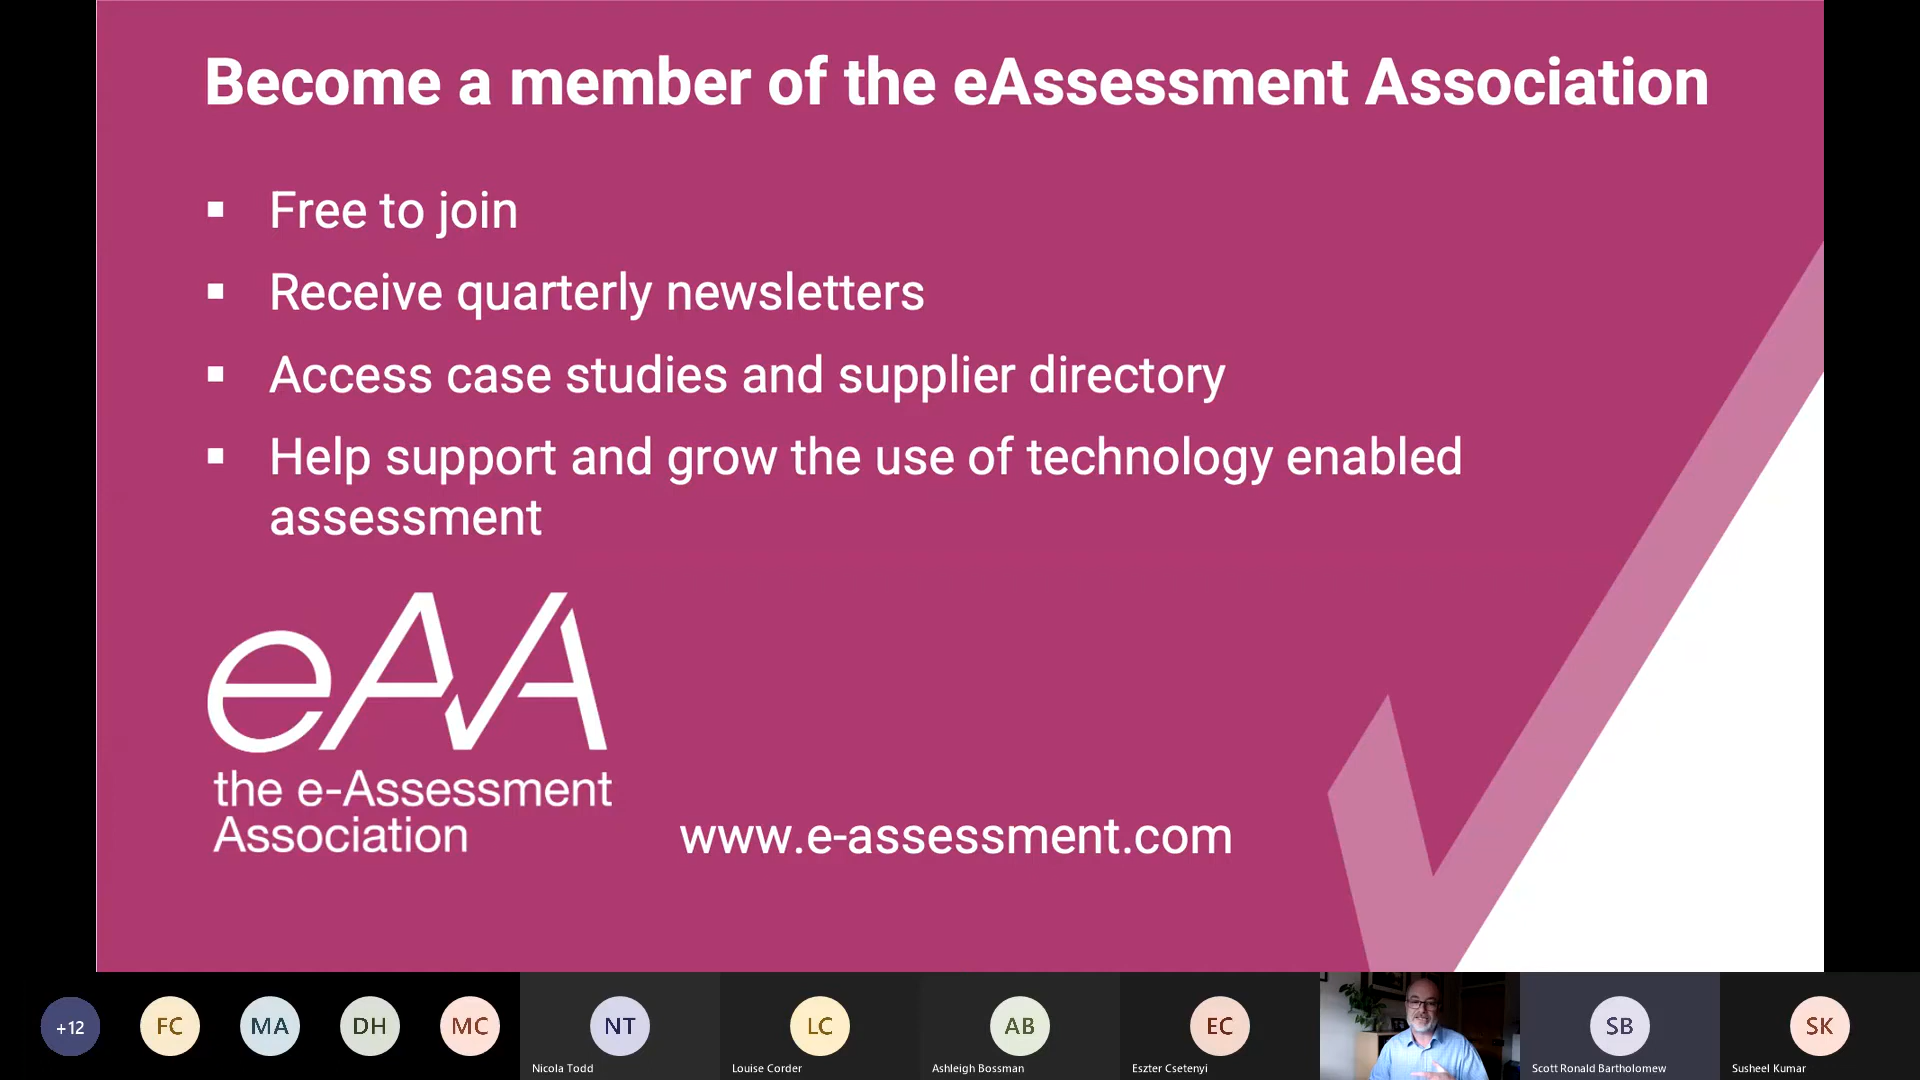 Become a member of the eAssessment Association
Free to join
Receive quarterly newsletters
Access case studies and supplier directory
Help support and grow the use of technology enabled
assessment
eAA
the e-Assessment
Association
www.e-assessment.com
+12
FC
MA
DH
MC
NT
LC
AB
EC
SB
SK
Nicola Todd
Louise Corder
Ashleigh Bossman
Eszter Csetenyi
Scott Ronald Bartholomew
Susheel Kumar